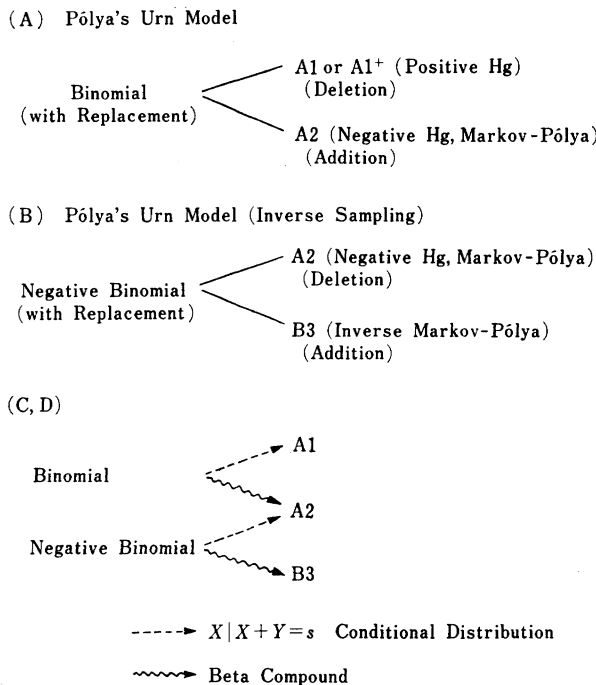 (A) Pólya's Urn Model
Binomial
(with Replacement)
A1 or A1⁺ (Positive Hg)
(Deletion)
A2 (Negative Hg, Markov-Pólya)
(Addition)
(B) Pólya's Urn Model (Inverse Sampling)
Negative Binomial
(with Replacement)
A2 (Negative Hg, Markov-Pólya)
(Deletion)
B3 (Inverse Markov-Pólya)
(Addition)
(C, D)
Binomial
Negative Binomial
A1
A2
B3
X|X+Y=s Conditional Distribution
Beta Compound